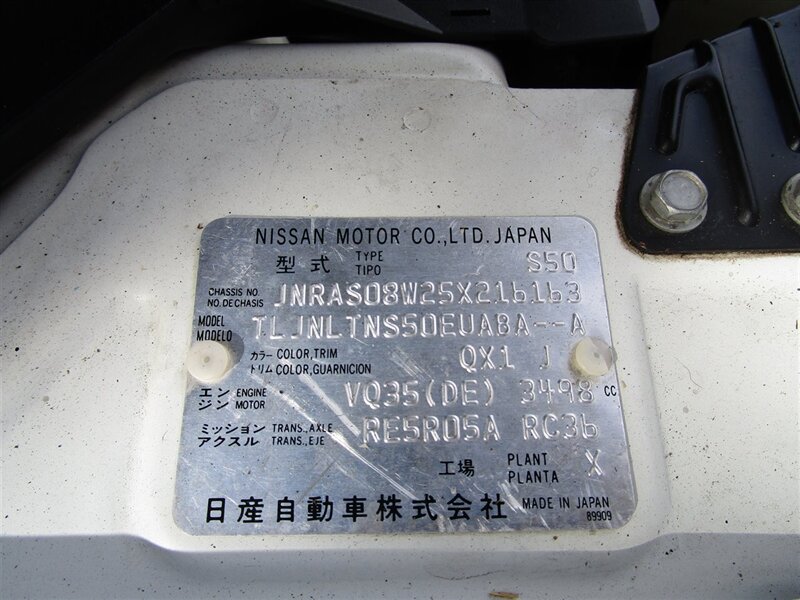 NISSAN MOTOR CO.,LTD. JAPAN
型式 TYPE TIPO S50
CHASSIS NO. NO. DE CHASIS JNRAS08W25X216163
MODEL MODELO TLJNLTNS50EUA8A--A
カラー COLOR, TRIM QX1 J
トリム COLOR, GUARNICION
エンジン ENGINE MOTOR VQ35(DE) 3498 CC
ミッション TRANS., AXLE RE5R05A RC36
アクスル TRANS., EJE
工場 PLANT PLANTA X
日産自動車株式会社 MADE IN JAPAN
89909